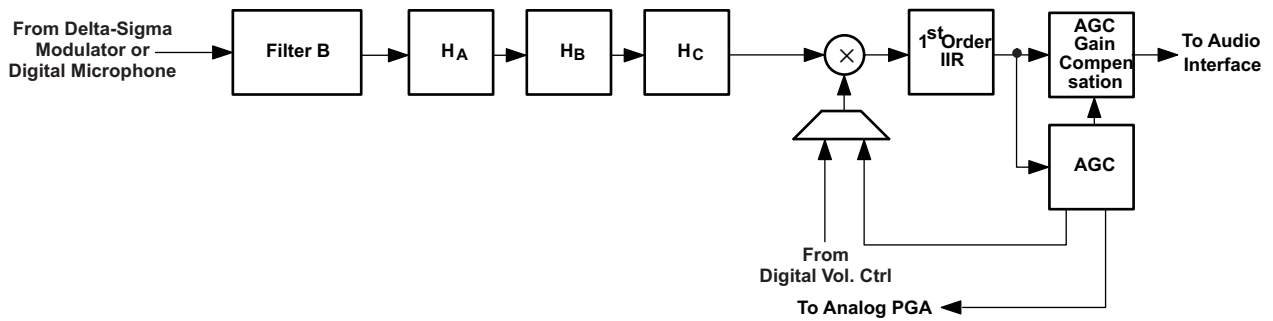 From Delta-Sigma
Modulator or
Digital Microphone
Filter B
HA
HB
HC
×
1st Order
IIR
AGC
Gain
Compen
sation
To Audio
Interface
AGC
From
Digital Vol. Ctrl
To Analog PGA